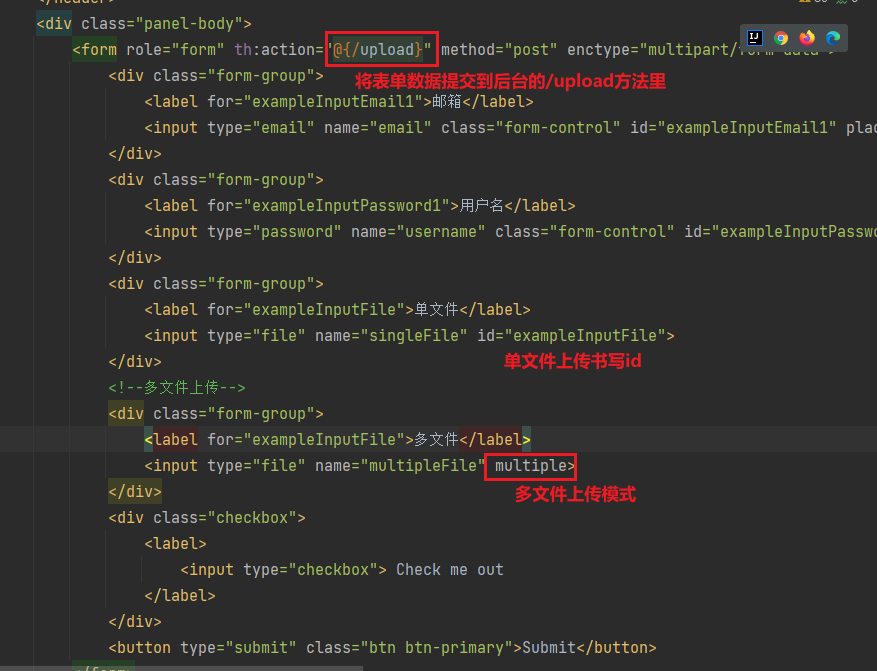 </header>
<div class="panel-body">
<form role="form" th:action="@{/upload}" method="post" enctype="multipart/form-data">
将表单数据提交到后台的/upload方法里
<div class="form-group">
<label for="exampleInputEmail1">邮箱</label>
<input type="email" name="email" class="form-control" id="exampleInputEmail1" plac
</div>
<div class="form-group">
<label for="exampleInputPassword1">用户名</label>
<input type="password" name="username" class="form-control" id="exampleInputPasswo
</div>
<div class="form-group">
<label for="exampleInputFile">单文件</label>
<input type="file" name="singleFile" id="exampleInputFile">
</div>
单文件上传书写id
<!--多文件上传-->
<div class="form-group">
<label for="exampleInputFile">多文件</label>
<input type="file" name="multipleFile" multiple>
</div>
多文件上传模式
<div class="checkbox">
<label>
<input type="checkbox"> Check me out
</label>
</div>
<button type="submit" class="btn btn-primary">Submit</button>
</form>